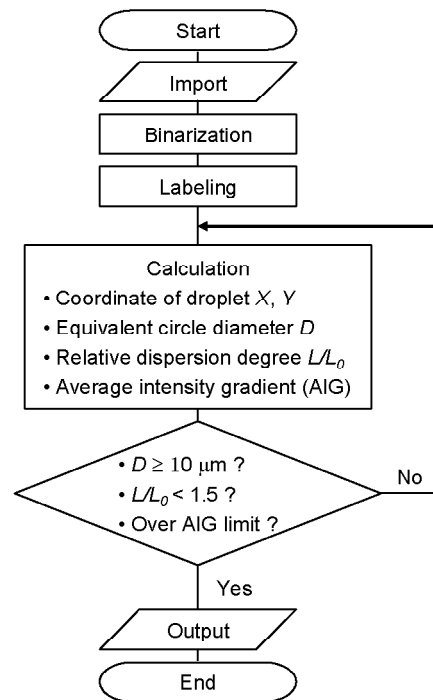 Start
Import
Binarization
Labeling
Calculation
• Coordinate of droplet X, Y
• Equivalent circle diameter D
• Relative dispersion degree L/L₀
• Average intensity gradient (AIG)
• D ≥ 10 μm ?
• L/L₀ < 1.5 ?
• Over AIG limit ?
No
Yes
Output
End